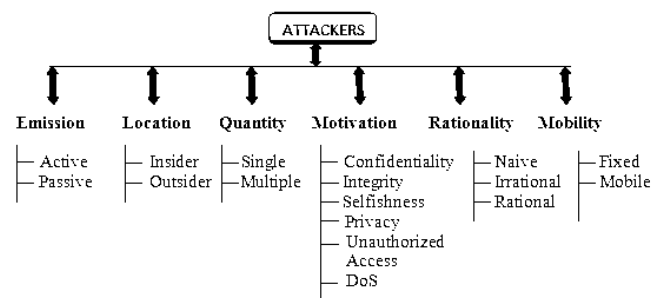 ATTACKERS
Emission Location Quantity Motivation Rationality Mobility
Active
Passive
Insider
Outsider
Single
Multiple
Confidentiality
Integrity
Selfishness
Privacy
Unauthorized
Access
DoS
Naive
Irrational
Rational
Fixed
Mobile